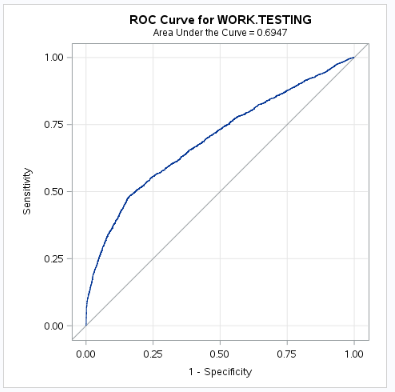 ROC Curve for WORK.TESTING
Area Under the Curve = 0.6947
1.00
0.75
Sensitivity
0.50
0.25
0.00
0.00 0.25 0.50 0.75 1.00
1 - Specificity